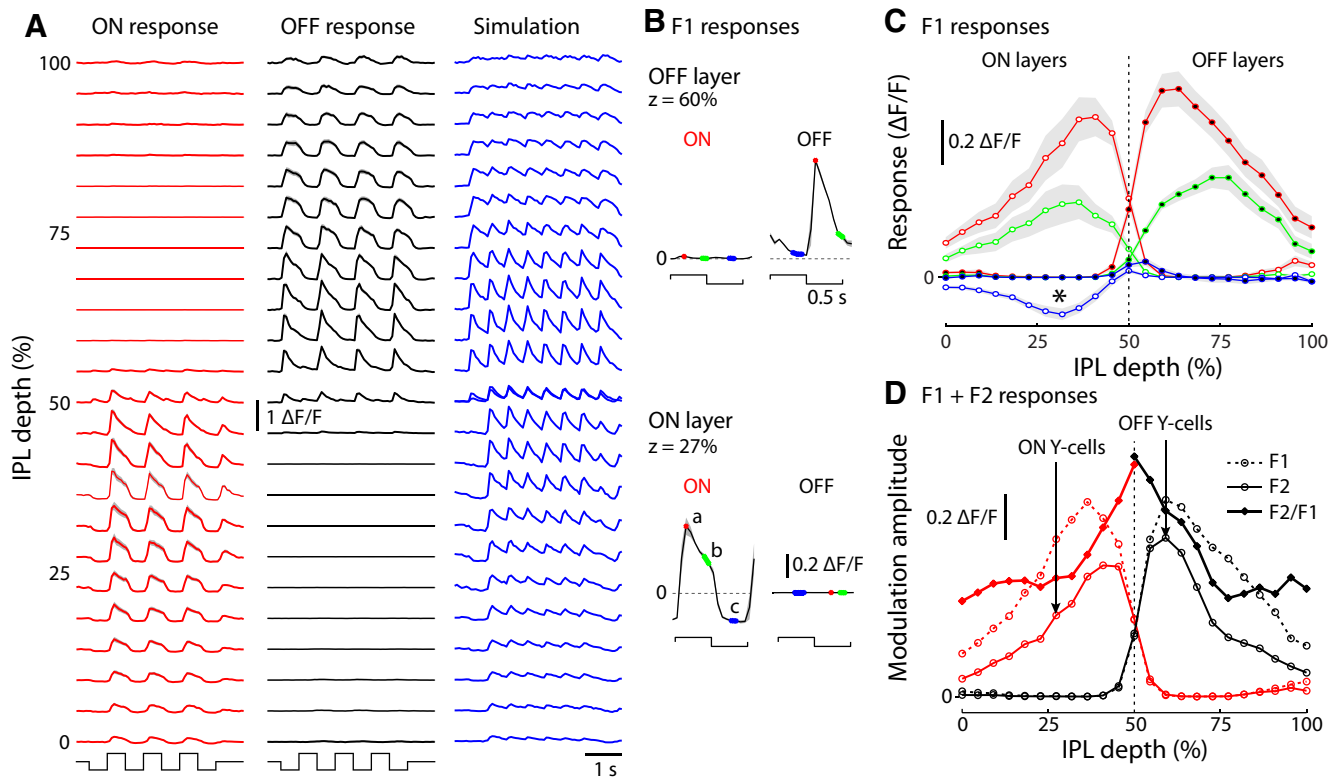 A
ON response
OFF response
Simulation
100
75
50
25
0
IPL depth (%)
1 ΔF/F
1 s
B F1 responses
OFF layer
z = 60%
ON
OFF
0
0.5 s
ON layer
z = 27%
ON
OFF
a
b
c
0
0.2 ΔF/F
C F1 responses
ON layers
OFF layers
0.2 ΔF/F
Response (ΔF/F)
0
*
0 25 50 75 100
IPL depth (%)
D F1 + F2 responses
OFF Y-cells
ON Y-cells
F1
F2
F2/F1
0.2 ΔF/F
Modulation amplitude
0
0 25 50 75 100
IPL depth (%)